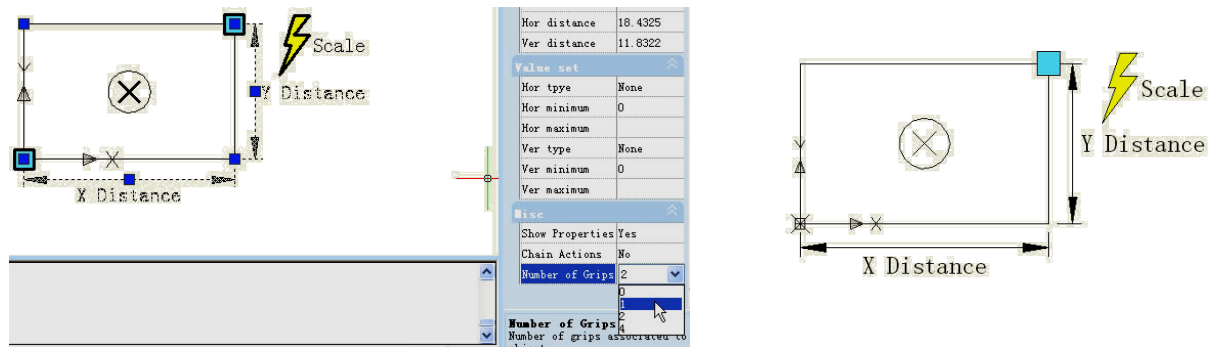 Scale
Y Distance
X
X Distance
Hor distance 18.4325
Ver distance 11.8322
Value set
Hor tpye None
Hor minimum 0
Hor maximum
Ver type None
Ver minimum 0
Ver maximum
Misc
Show Properties Yes
Chain Actions No
Number of Grips 2
0
1
2
4
Number of Grips
Number of grips associated to
Scale
Y Distance
X
X Distance